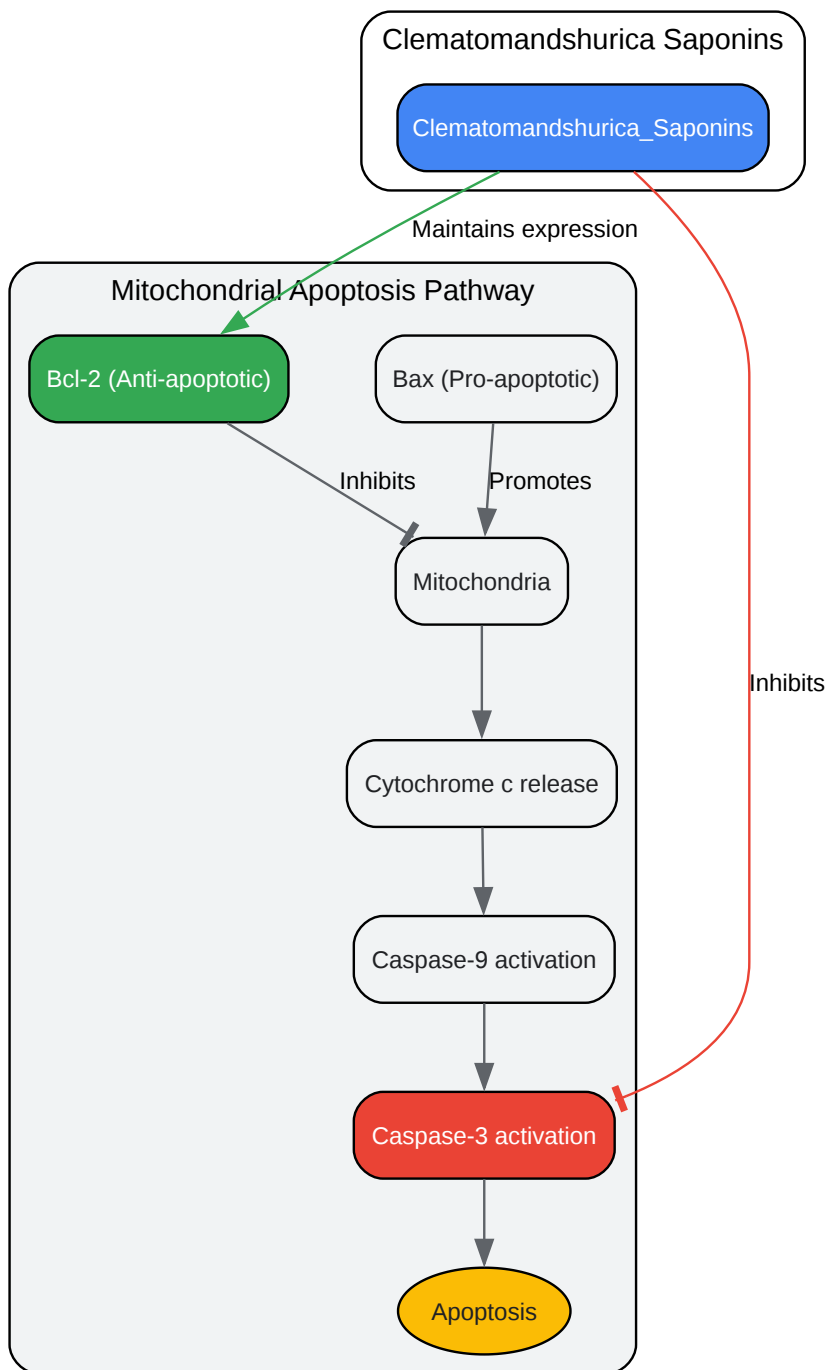 Clematomandshurica Saponins
Clematomandshurica_Saponins
Maintains expression
Mitochondrial Apoptosis Pathway
Bcl-2 (Anti-apoptotic)
Bax (Pro-apoptotic)
Inhibits
Promotes
Mitochondria
Inhibits
Cytochrome c release
Caspase-9 activation
Caspase-3 activation
Apoptosis